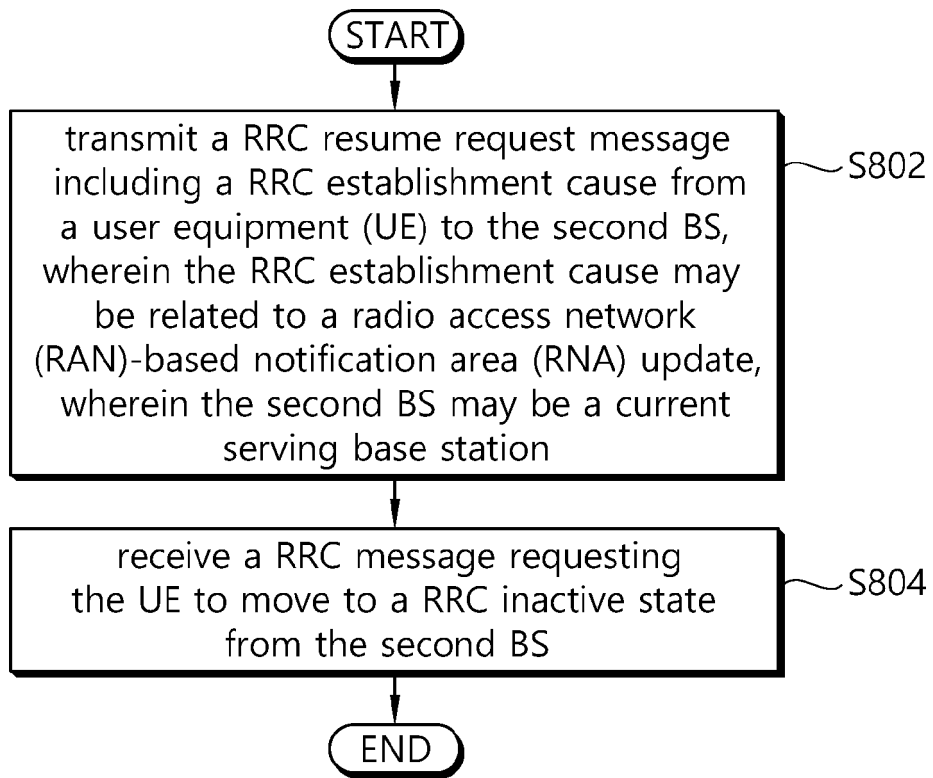 START
transmit a RRC resume request message
including a RRC establishment cause from
a user equipment (UE) to the second BS,
wherein the RRC establishment cause may
be related to a radio access network
(RAN)-based notification area (RNA) update,
wherein the second BS may be a current
serving base station
S802
receive a RRC message requesting
the UE to move to a RRC inactive state
from the second BS
S804
END